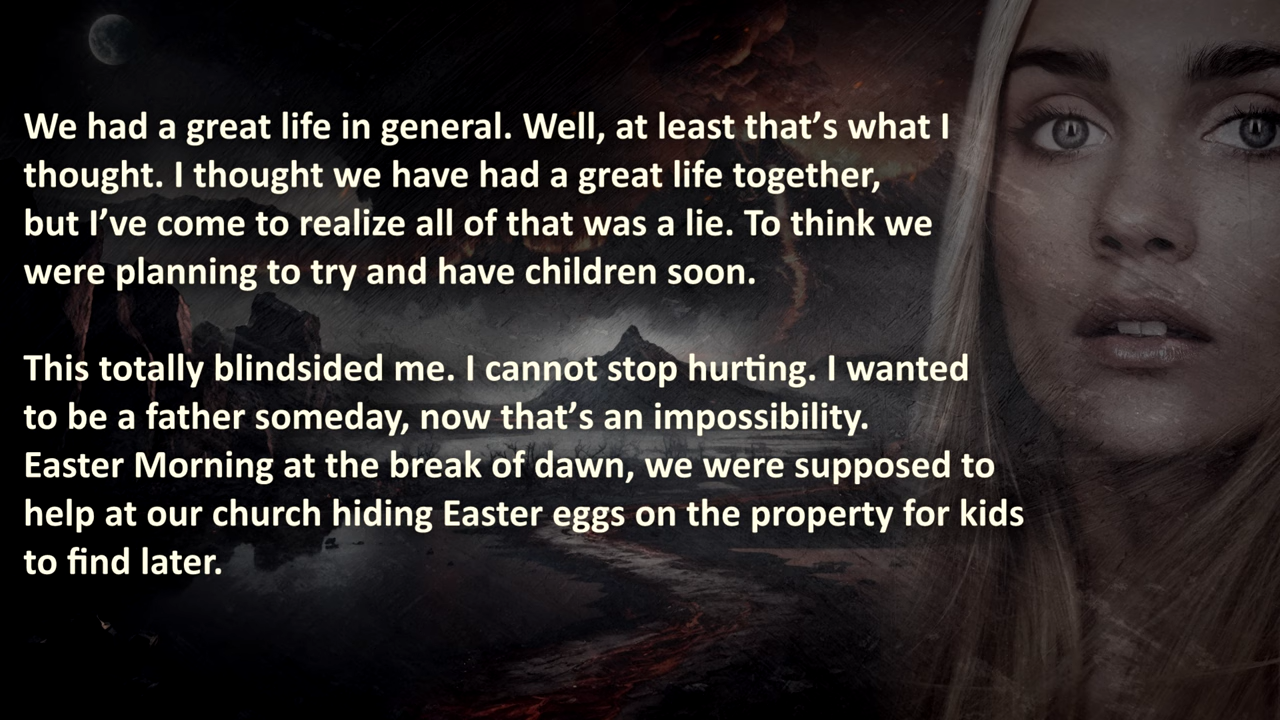 We had a great life in general. Well, at least that’s what I
thought. I thought we have had a great life together,
but I’ve come to realize all of that was a lie. To think we
were planning to try and have children soon.
This totally blindsided me. I cannot stop hurting. I wanted
to be a father someday, now that’s an impossibility.
Easter Morning at the break of dawn, we were supposed to
help at our church hiding Easter eggs on the property for kids
to find later.